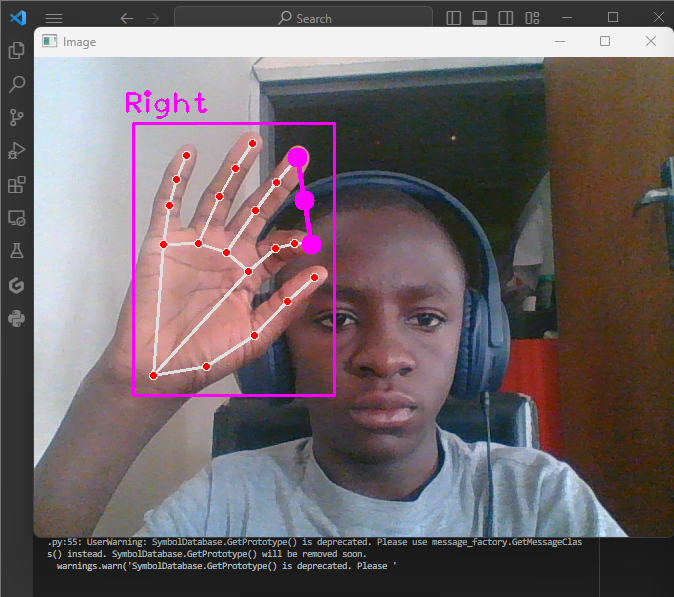 Search
Image
Right
.py:55: UserWarning: SymbolDatabase.GetPrototype() is deprecated. Please use message_factory.GetMessageClas
s() instead. SymbolDatabase.GetPrototype() will be removed soon.
warnings.warn('SymbolDatabase.GetPrototype() is deprecated. Please '